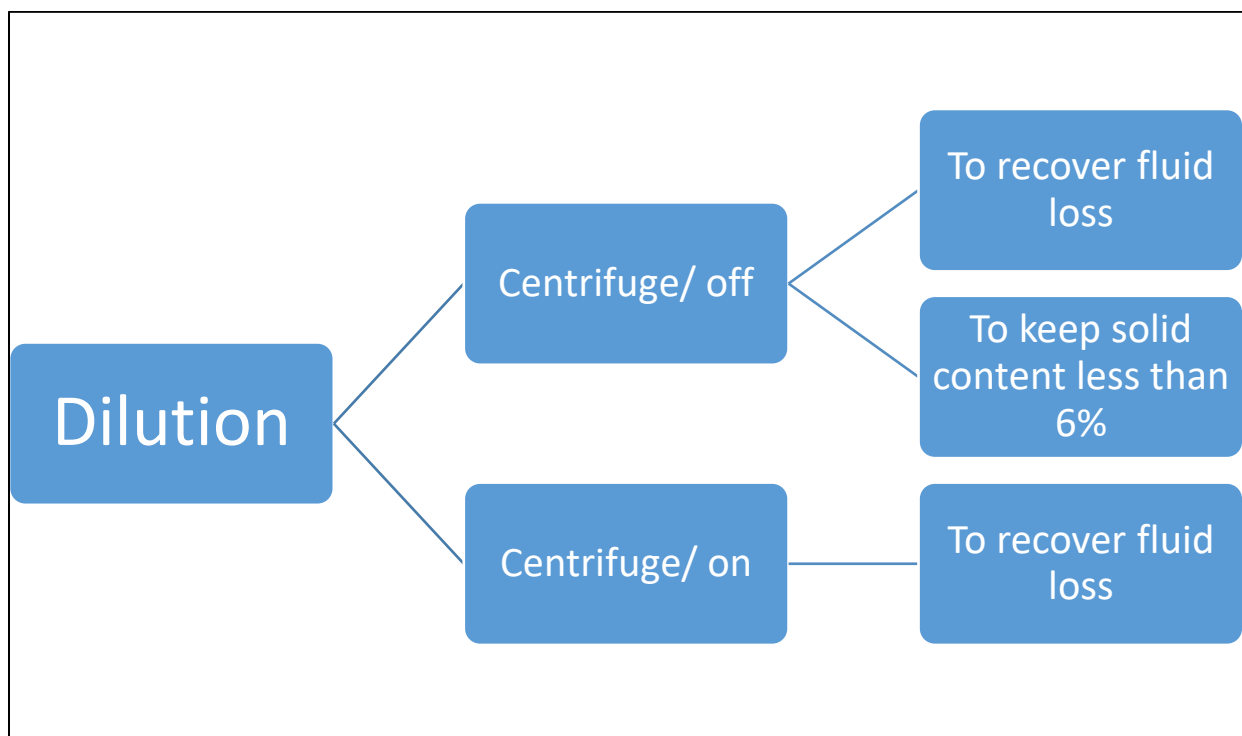 Dilution
Centrifuge/ off
To recover fluid
loss
To keep solid
content less than
6%
Centrifuge/ on
To recover fluid
loss